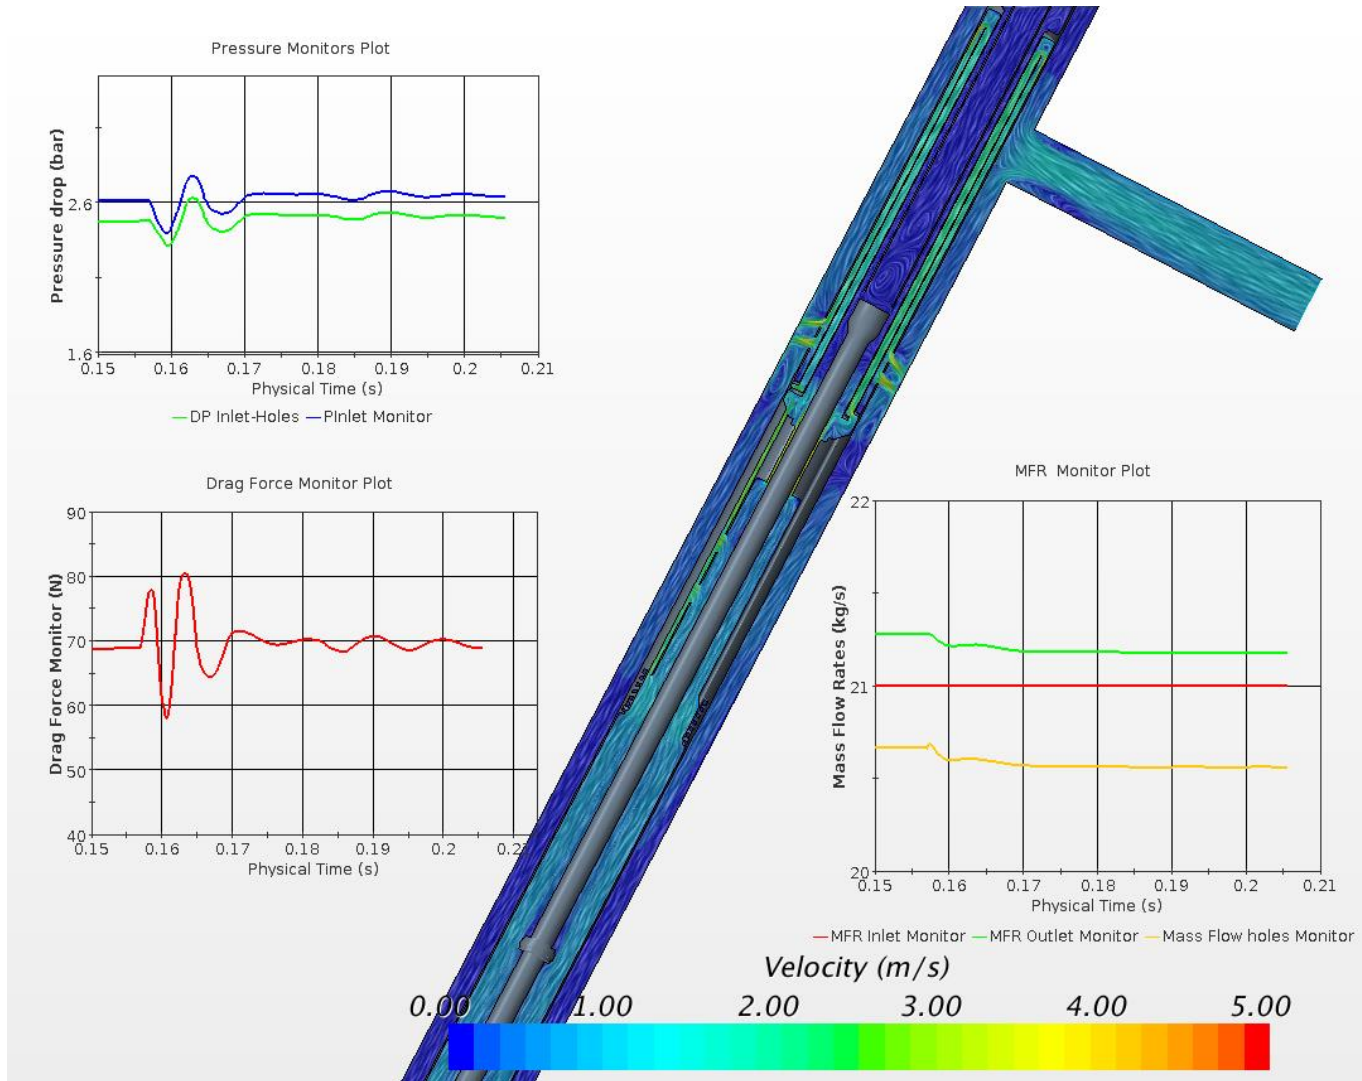 Pressure Monitors Plot
Pressure drop (bar)
2.6
1.6
0.15 0.16 0.17 0.18 0.19 0.2 0.21
Physical Time (s)
DP Inlet-Holes PInlet Monitor
Drag Force Monitor Plot
Drag Force Monitor (N)
90
80
70
60
50
40
0.15 0.16 0.17 0.18 0.19 0.2
Physical Time (s)
MFR Monitor Plot
Mass Flow Rates (kg/s)
22
21
20
0.15 0.16 0.17 0.18 0.19 0.2 0.21
Physical Time (s)
MFR Inlet Monitor MFR Outlet Monitor Mass Flow holes Monitor
Velocity (m/s)
0.00 1.00 2.00 3.00 4.00 5.00